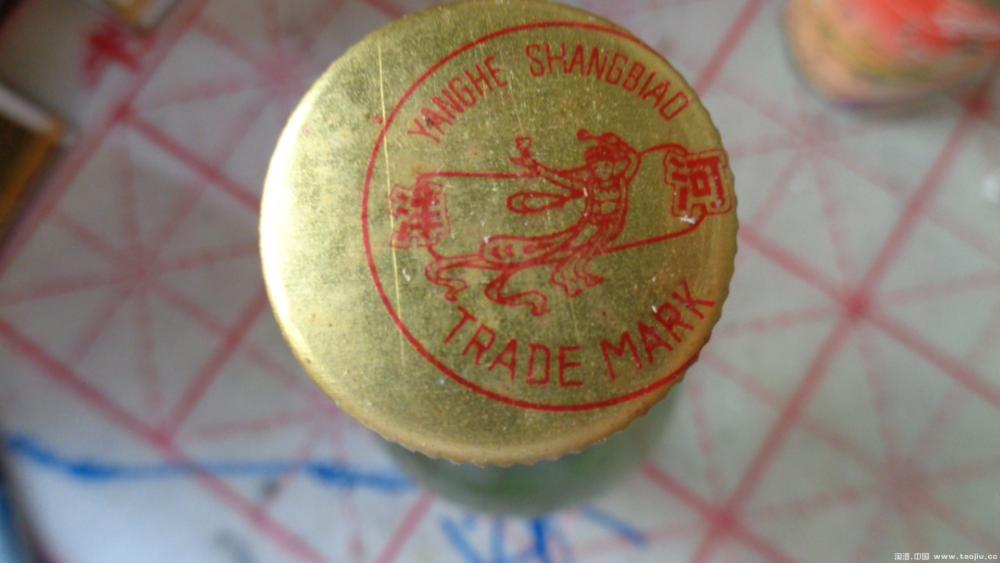 YANGHE SHANGBIAO
洋河
TRADE MARK
淘酒.中国 www.taojiu.cc